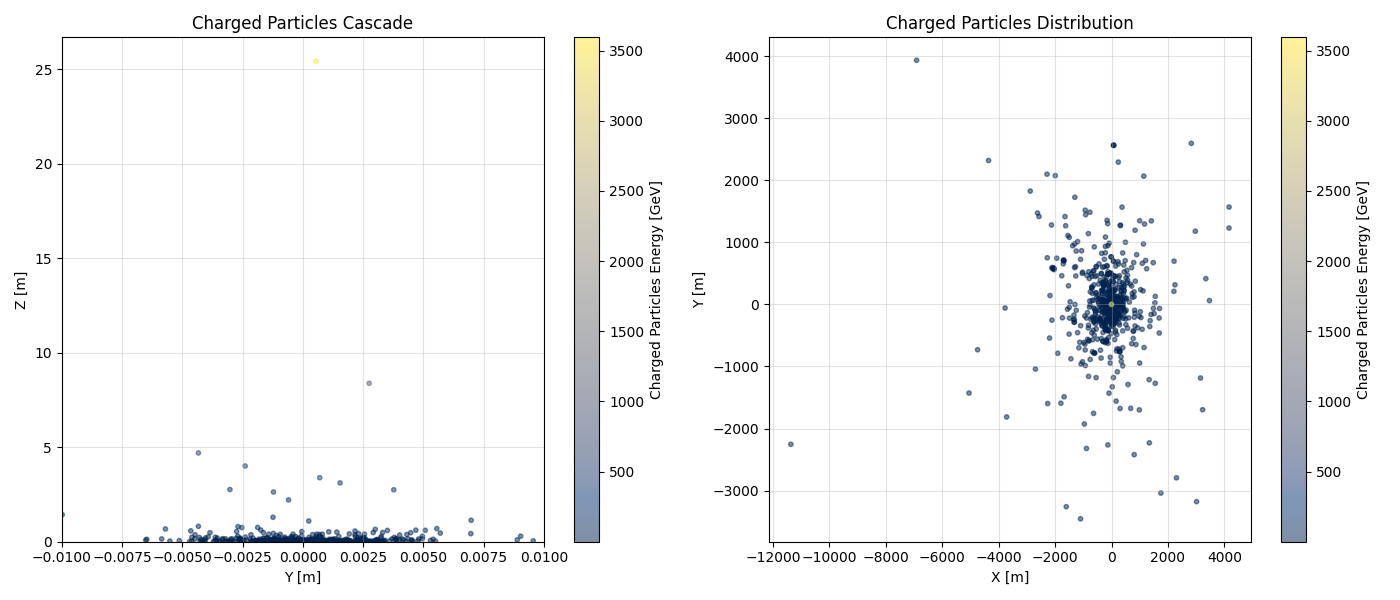 Charged Particles Cascade
Z [m]
25
20
15
10
5
0
−0.0100 −0.0075 −0.0050 −0.0025 0.0000 0.0025 0.0050 0.0075 0.0100
Y [m]
3500
3000
2500
2000
1500
1000
500
Charged Particles Energy [GeV]
Charged Particles Distribution
Y [m]
4000
3000
2000
1000
0
−1000
−2000
−3000
−12000 −10000 −8000 −6000 −4000 −2000 0 2000 4000
X [m]
3500
3000
2500
2000
1500
1000
500
Charged Particles Energy [GeV]